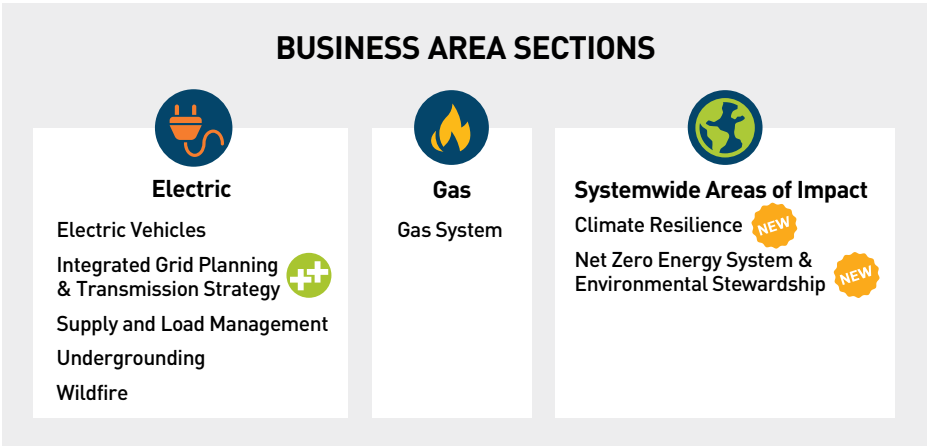 BUSINESS AREA SECTIONS
Electric
Electric Vehicles
Integrated Grid Planning
& Transmission Strategy
++
Supply and Load Management
Undergrounding
Wildfire
Gas
Gas System
Systemwide Areas of Impact
Climate Resilience NEW
Net Zero Energy System &
Environmental Stewardship NEW